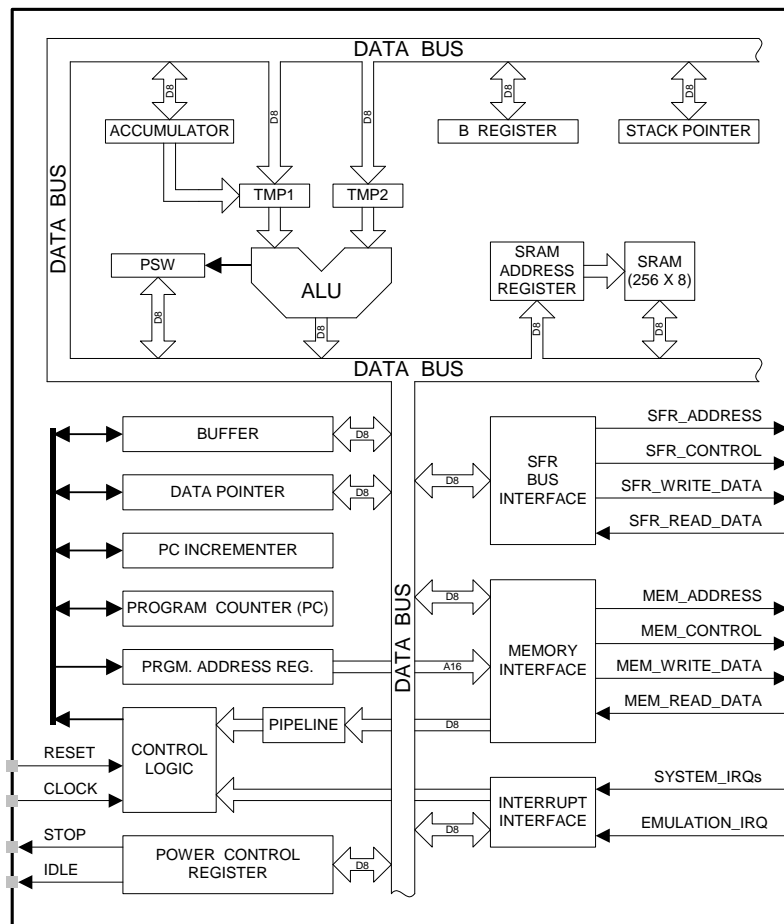 DATA BUS
D8
D8
D8
D8
D8
ACCUMULATOR
B REGISTER
STACK POINTER
DATA BUS
TMP1
TMP2
PSW
ALU
SRAM
ADDRESS
REGISTER
SRAM
(256 X 8)
D8
D8
D8
D8
DATA BUS
BUFFER
D8
DATA POINTER
D8
PC INCREMENTER
PROGRAM COUNTER (PC)
PRGM. ADDRESS REG.
A16
DATA BUS
SFR
BUS
INTERFACE
D8
SFR_ADDRESS
SFR_CONTROL
SFR_WRITE_DATA
SFR_READ_DATA
D8
MEMORY
INTERFACE
MEM_ADDRESS
MEM_CONTROL
MEM_WRITE_DATA
MEM_READ_DATA
CONTROL
LOGIC
PIPELINE
D8
RESET
CLOCK
INTERRUPT
INTERFACE
D8
SYSTEM_IRQs
EMULATION_IRQ
STOP
IDLE
POWER CONTROL
REGISTER
D8